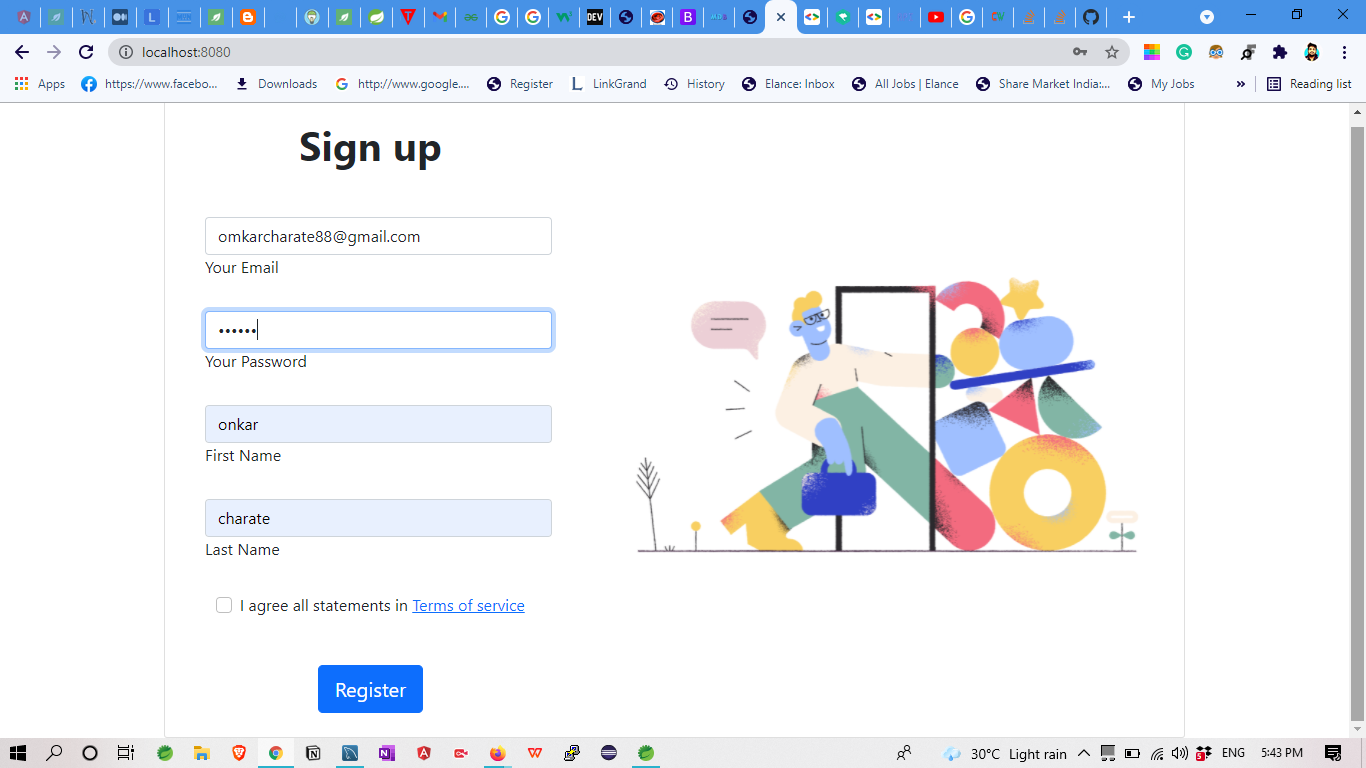 localhost:8080
Apps
https://www.facebo...
Downloads
http://www.google....
Register
LinkGrand
History
Elance: Inbox
All Jobs | Elance
Share Market India:...
My Jobs
»
Reading list
Sign up
omkarcharate88@gmail.com
Your Email
••••••
Your Password
onkar
First Name
charate
Last Name
I agree all statements in Terms of service
Register
30°C Light rain
ENG
5:43 PM